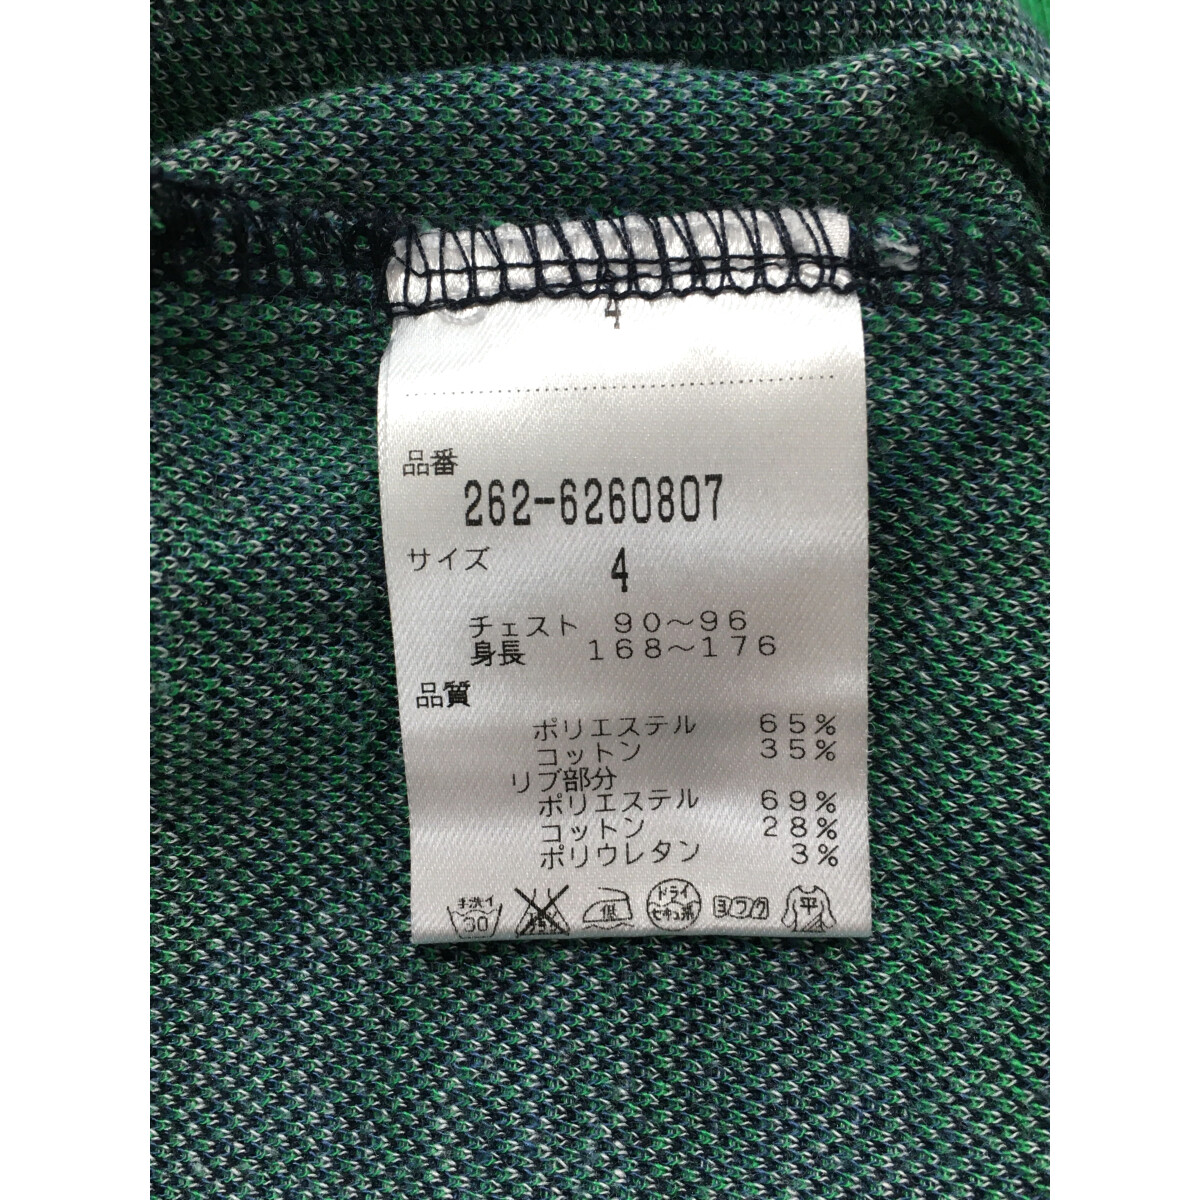 4
品番
262-6260807
サイズ 4
チェスト 90～96
身長 168～176
品質
ポリエステル 65%
コットン 35%
リブ部分
ポリエステル 69%
コットン 28%
ポリウレタン 3%
手洗イ 30 低 ドライ セキユ系 ヨワク 平